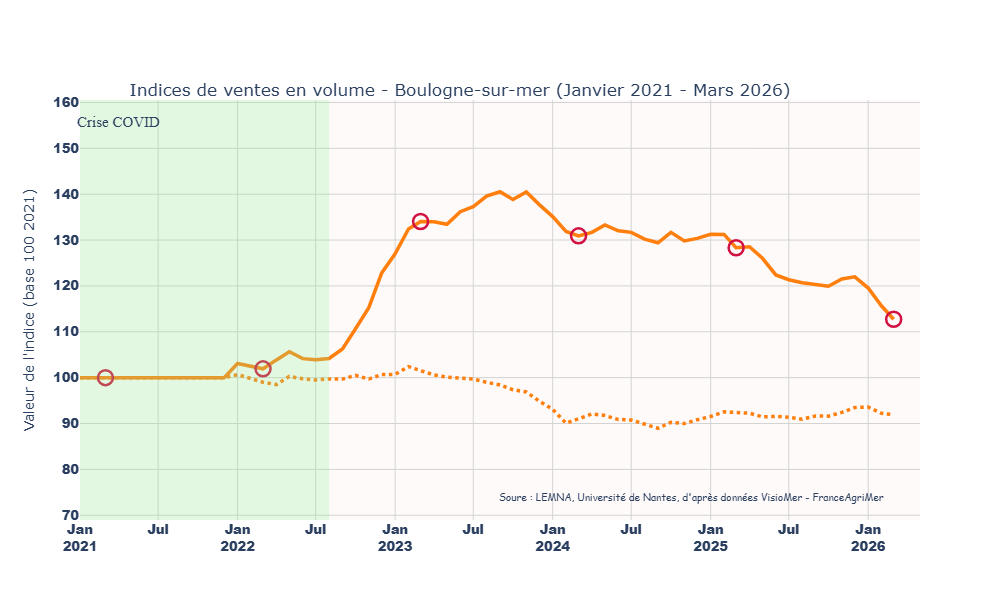 Indices de ventes en volume - Boulogne-sur-mer (Janvier 2021 - Mars 2026)
Valeur de l'indice (base 100 2021)
160
150
140
130
120
110
100
90
80
70
Crise COVID
Soure : LEMNA, Université de Nantes, d'après données VisioMer - FranceAgriMer
Jan Jul Jan Jul Jan Jul Jan Jul Jan Jul Jan
2021 2022 2023 2024 2025 2026